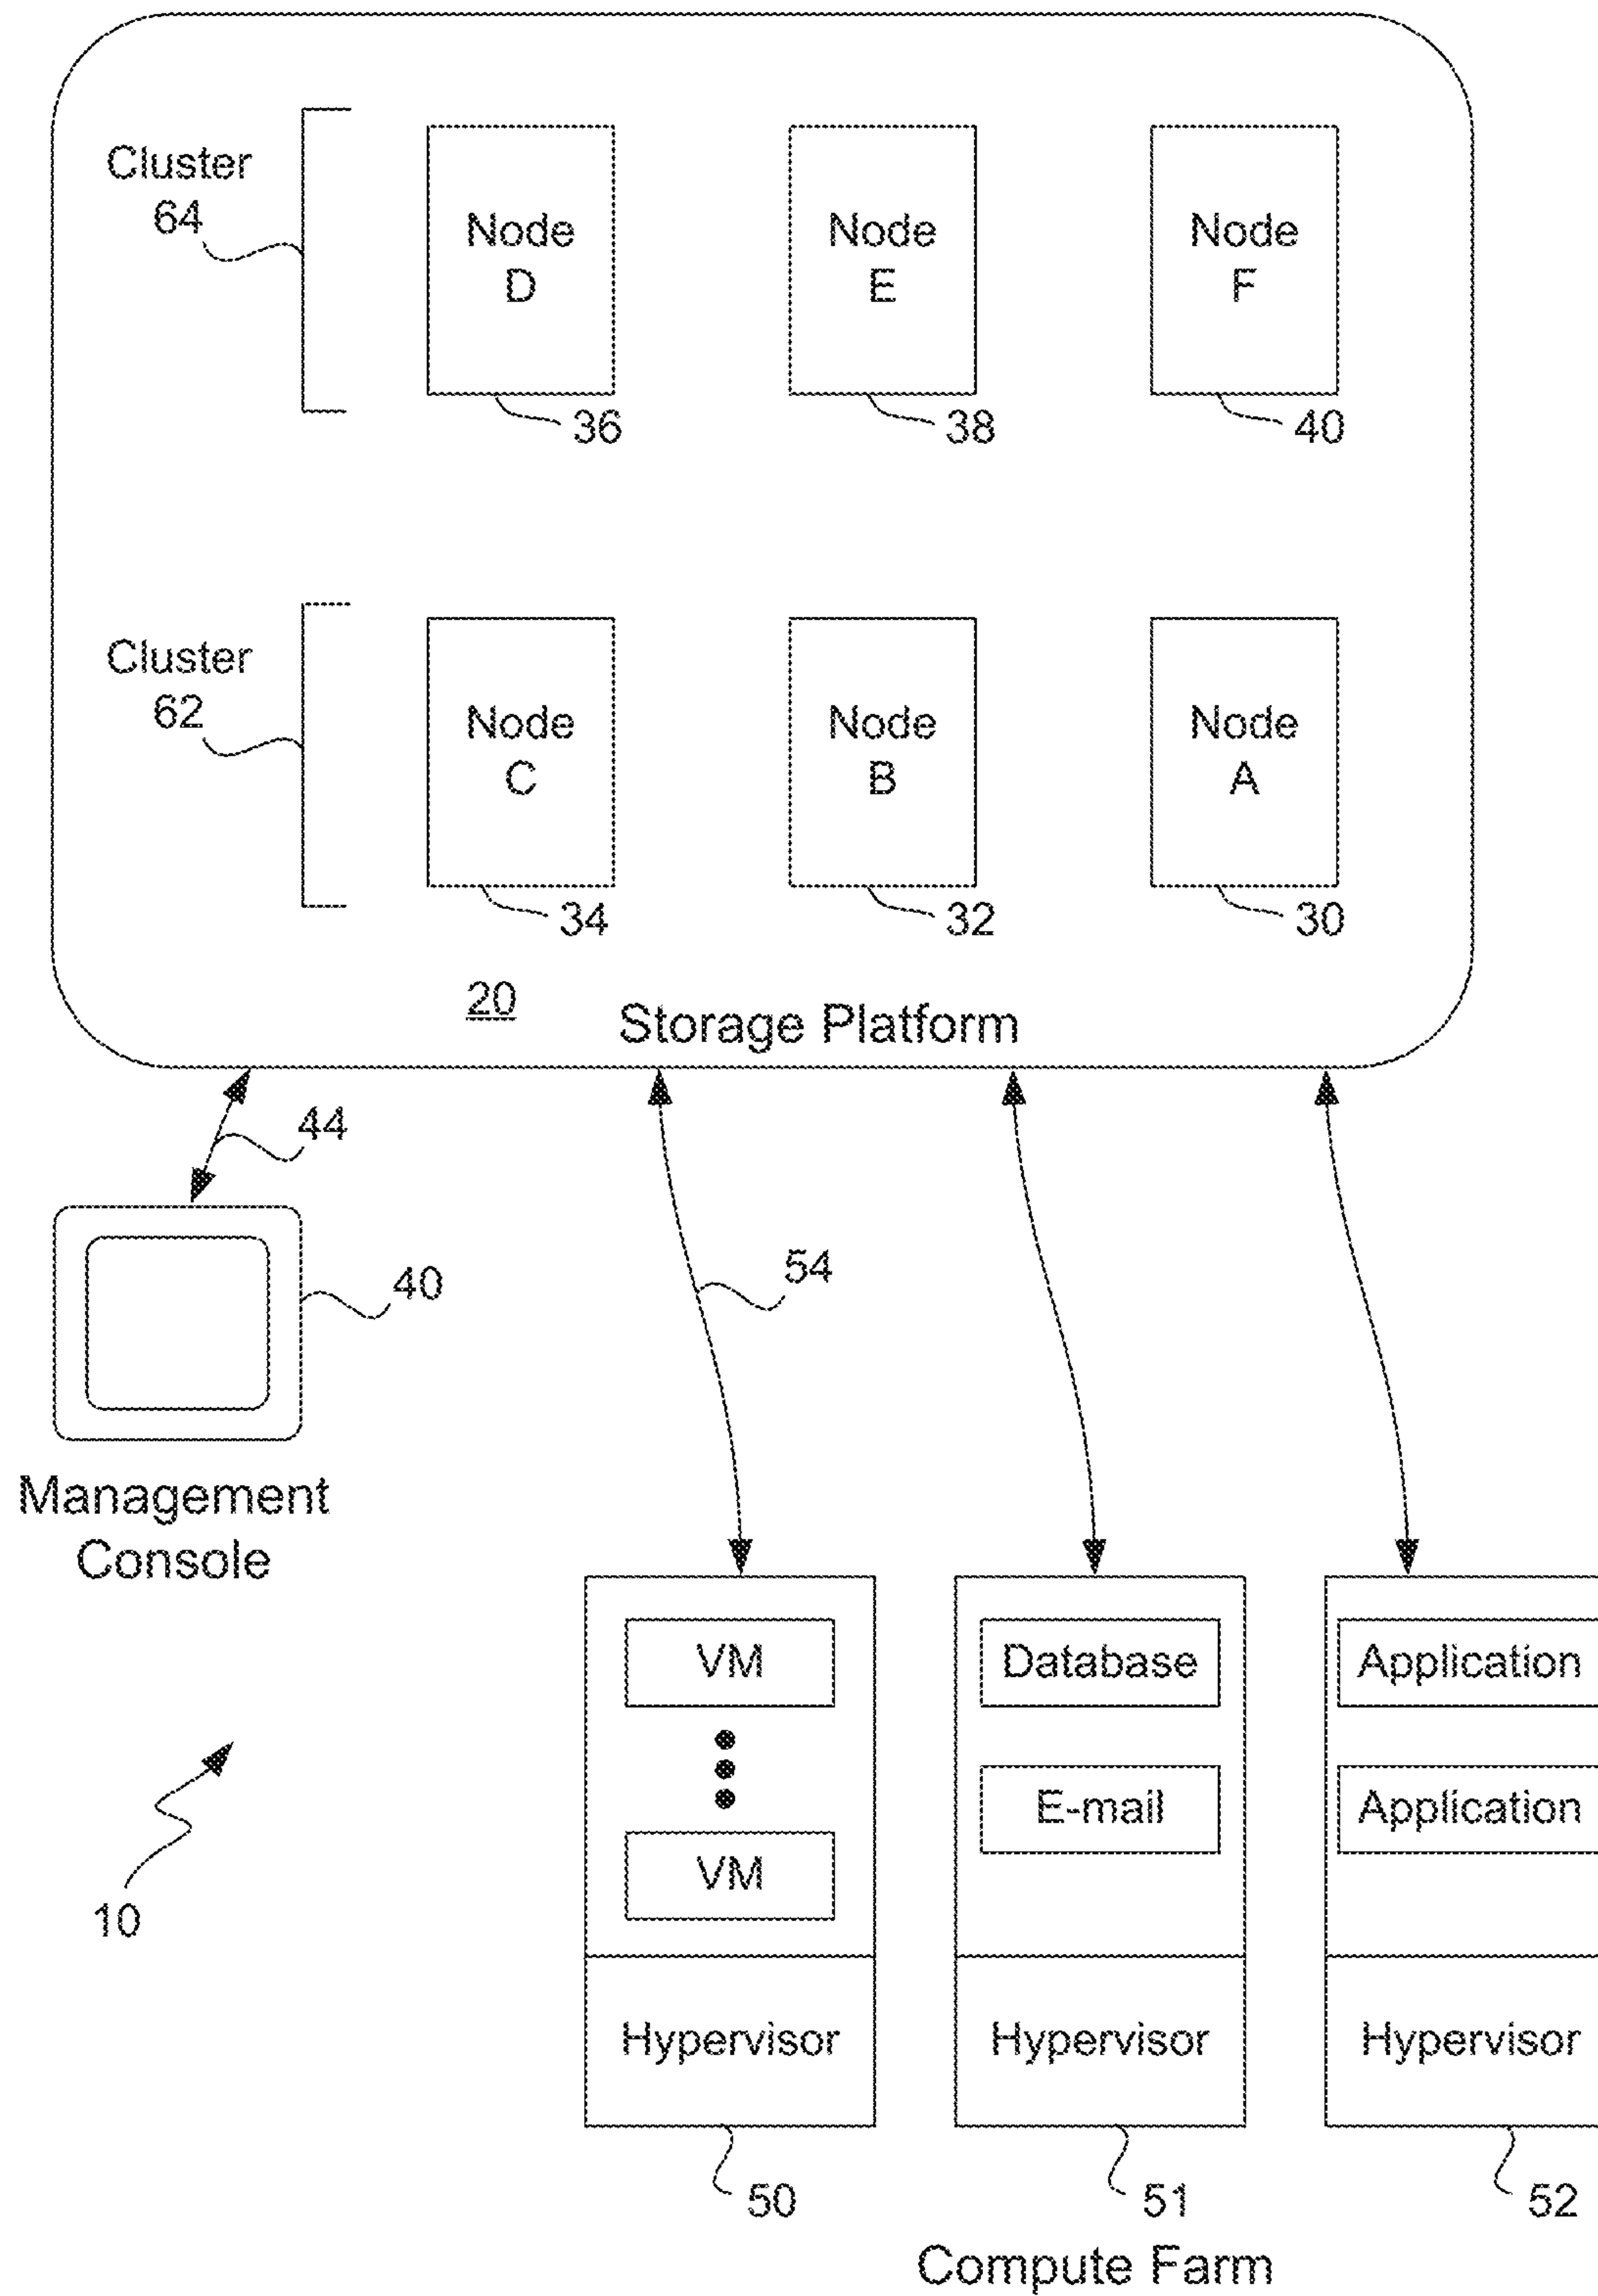 Cluster
64
Node
D
Node
E
Node
F
36
38
40
Cluster
62
Node
C
Node
B
Node
A
34
32
30
20
Storage Platform
44
40
54
Management
Console
VM
VM
Hypervisor
Database
E-mail
Hypervisor
Application
Application
Hypervisor
10
50
51
52
Compute Farm